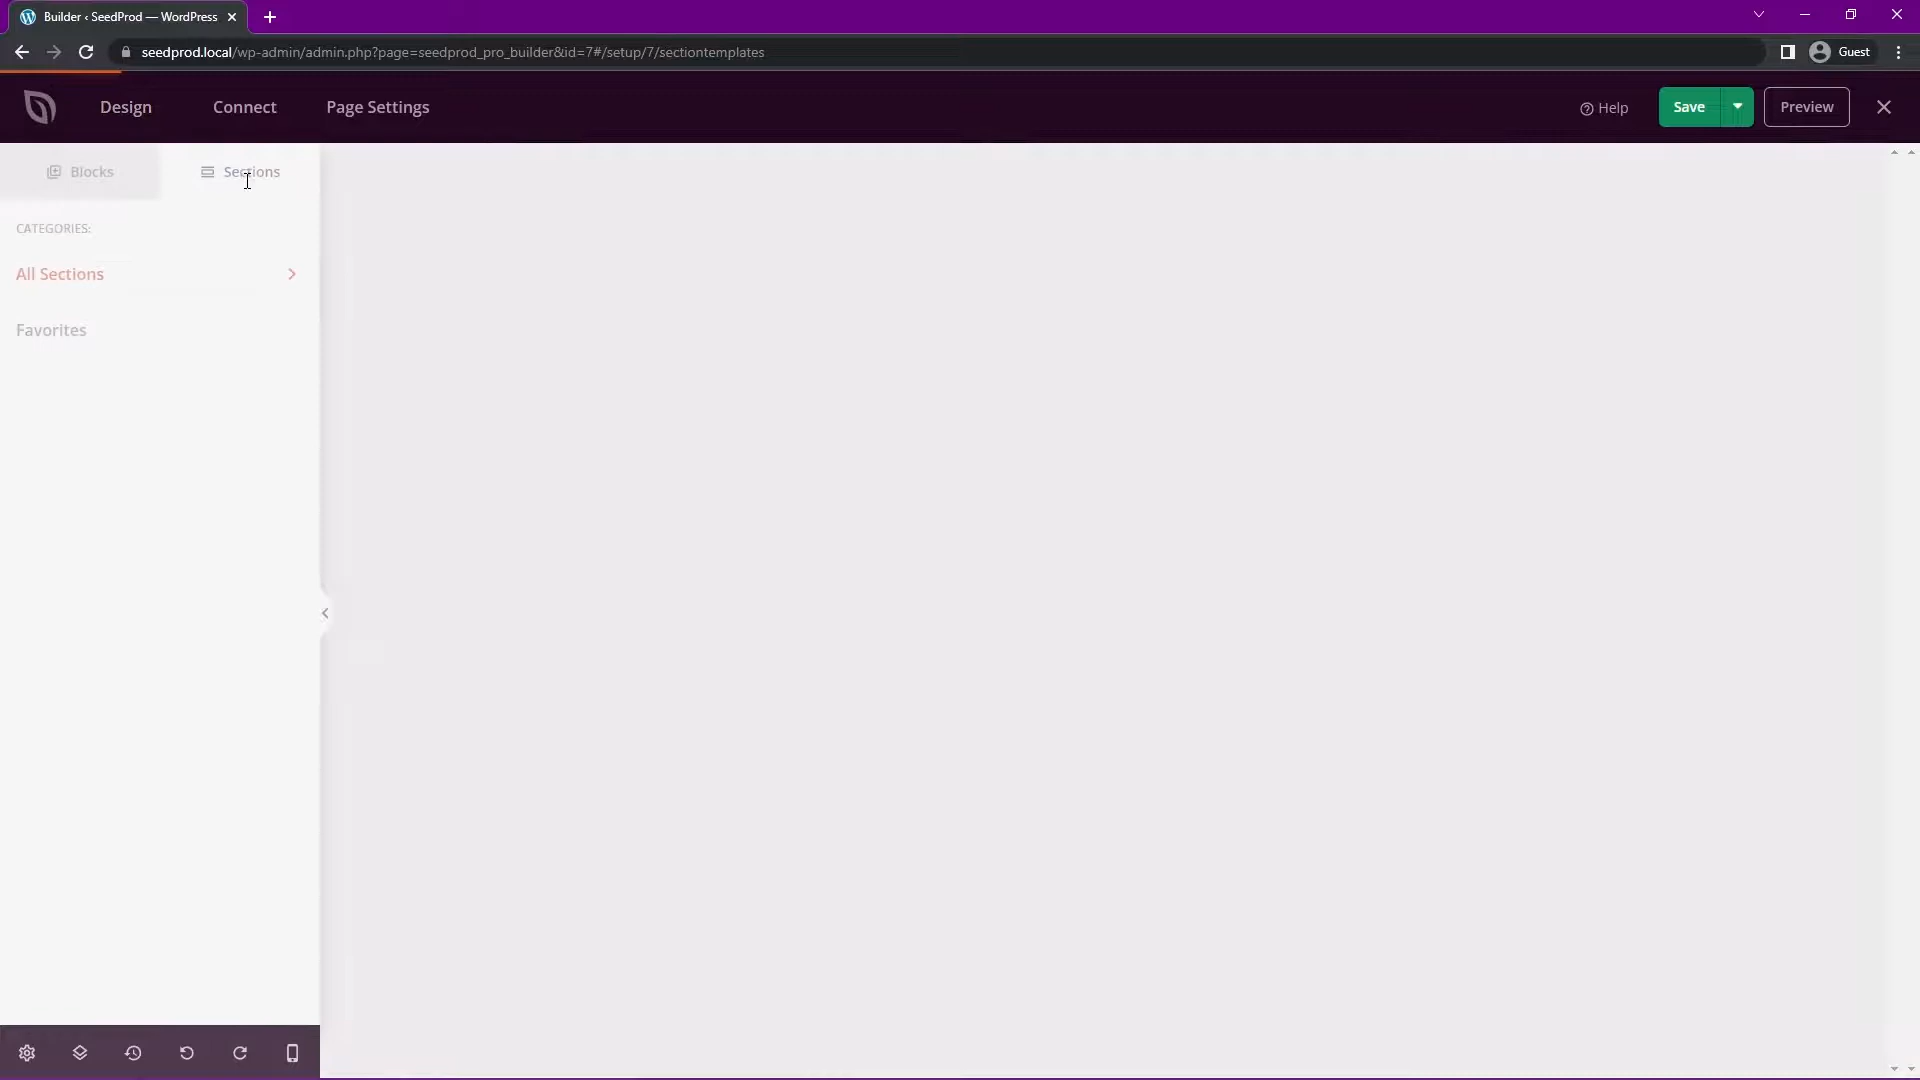 Builder ‹ SeedProd — WordPress
seedprod.local/wp-admin/admin.php?page=seedprod_pro_builder&id=7#/setup/7/sectiontemplates
Guest
Design
Connect
Page Settings
Help
Save
Preview
Blocks
Sections
CATEGORIES:
All Sections
Favorites